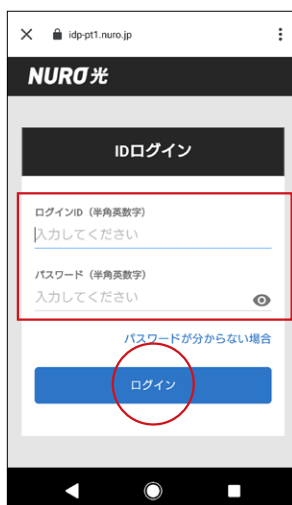 idp-pt1.nuro.jp
NURO光
IDログイン
ログインID（半角英数字）
入力してください
パスワード（半角英数字）
入力してください
パスワードが分からない場合
ログイン